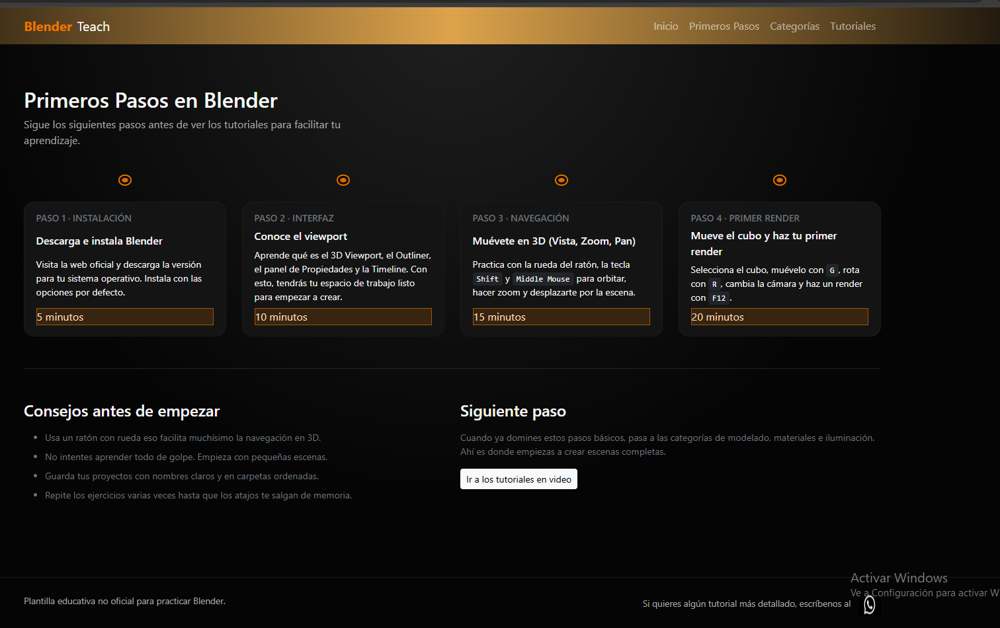 Blender Teach
Inicio Primeros Pasos Categorías Tutoriales
Primeros Pasos en Blender
Sigue los siguientes pasos antes de ver los tutoriales para facilitar tu
aprendizaje.
PASO 1 · INSTALACIÓN
Descarga e instala Blender
Visita la web oficial y descarga la versión
para tu sistema operativo. Instala con las
opciones por defecto.
5 minutos
PASO 2 · INTERFAZ
Conoce el viewport
Aprende qué es el 3D Viewport, el Outliner,
el panel de Propiedades y la Timeline. Con
esto, tendrás tu espacio de trabajo listo
para empezar a crear.
10 minutos
PASO 3 · NAVEGACIÓN
Muévete en 3D (Vista, Zoom, Pan)
Practica con la rueda del ratón, la tecla
Shift y Middle Mouse para orbitar,
hacer zoom y desplazarte por la escena.
15 minutos
PASO 4 · PRIMER RENDER
Mueve el cubo y haz tu primer
render
Selecciona el cubo, muévelo con G, rota
con R, cambia la cámara y haz un render
con F12.
20 minutos
Consejos antes de empezar
• Usa un ratón con rueda eso facilita muchísimo la navegación en 3D.
• No intentes aprender todo de golpe. Empieza con pequeñas escenas.
• Guarda tus proyectos con nombres claros y en carpetas ordenadas.
• Repite los ejercicios varias veces hasta que los atajos te salgan de memoria.
Siguiente paso
Cuando ya domines estos pasos básicos, pasa a las categorías de modelado, materiales e iluminación.
Ahí es donde empiezas a crear escenas completas.
Ir a los tutoriales en video
Activar Windows
Ve a Configuración para activar W
Plantilla educativa no oficial para practicar Blender.
Si quieres algún tutorial más detallado, escríbenos al